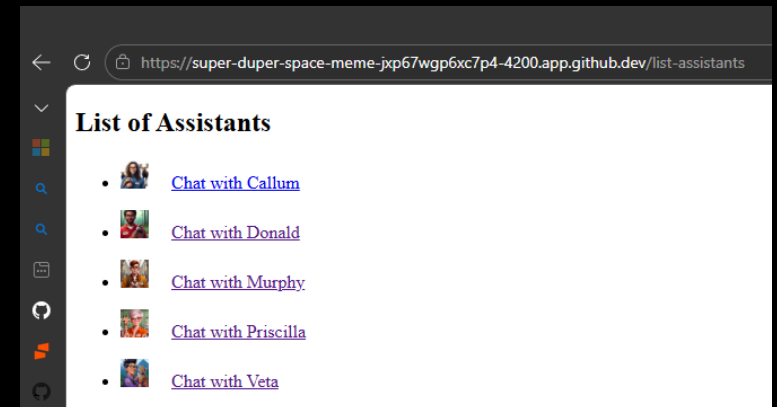 https://super-duper-space-meme-jxp67wgp6xc7p4-4200.app.github.dev/list-assistants
List of Assistants
Chat with Callum
Chat with Donald
Chat with Murphy
Chat with Priscilla
Chat with Veta